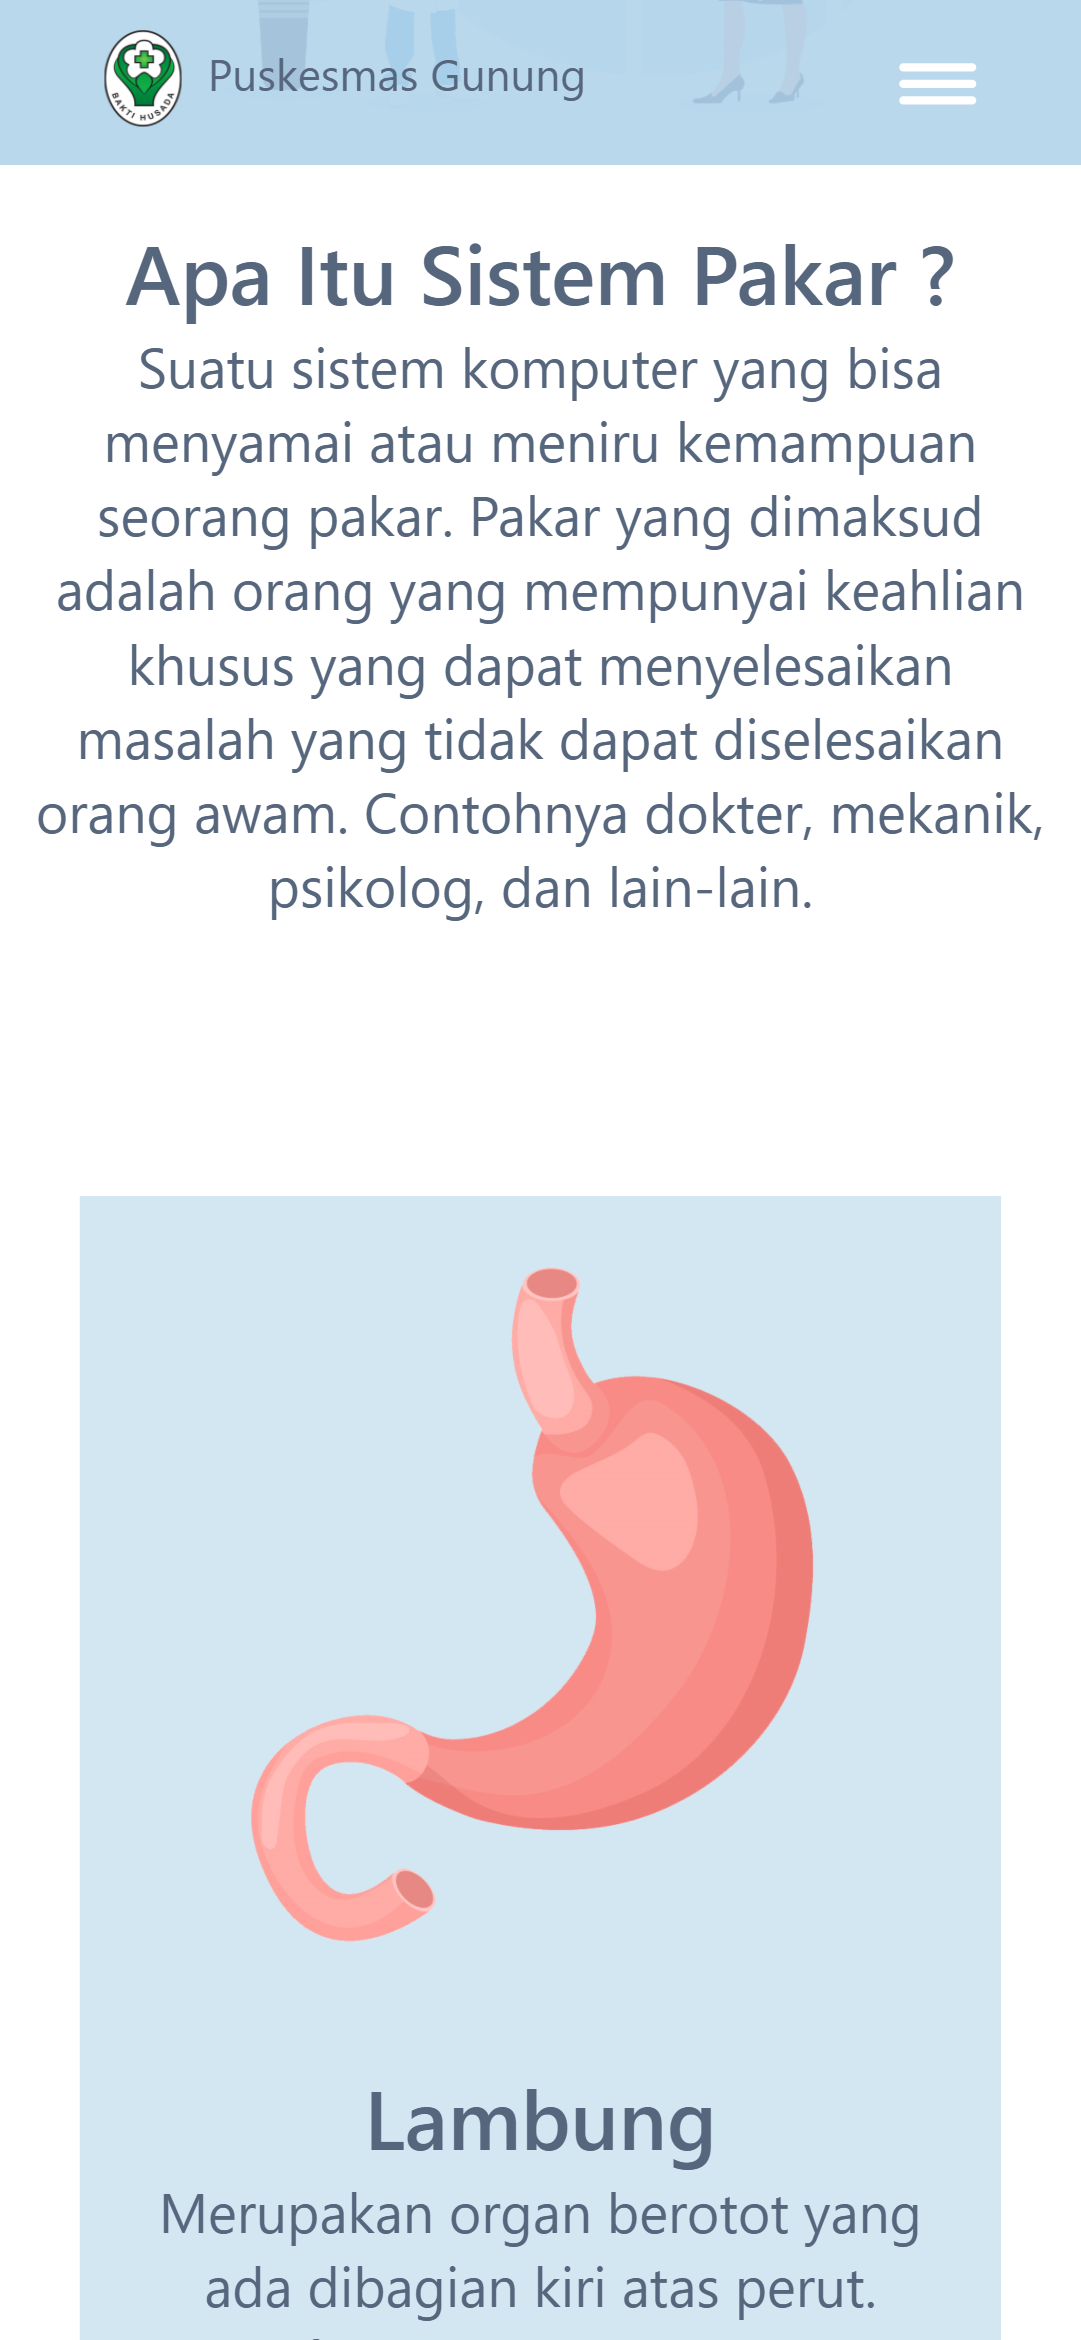 BAKTI HUSADA
Puskesmas Gunung
Apa Itu Sistem Pakar ?
Suatu sistem komputer yang bisa
menyamai atau meniru kemampuan
seorang pakar. Pakar yang dimaksud
adalah orang yang mempunyai keahlian
khusus yang dapat menyelesaikan
masalah yang tidak dapat diselesaikan
orang awam. Contohnya dokter, mekanik,
psikolog, dan lain-lain.
Lambung
Merupakan organ berotot yang
ada dibagian kiri atas perut.